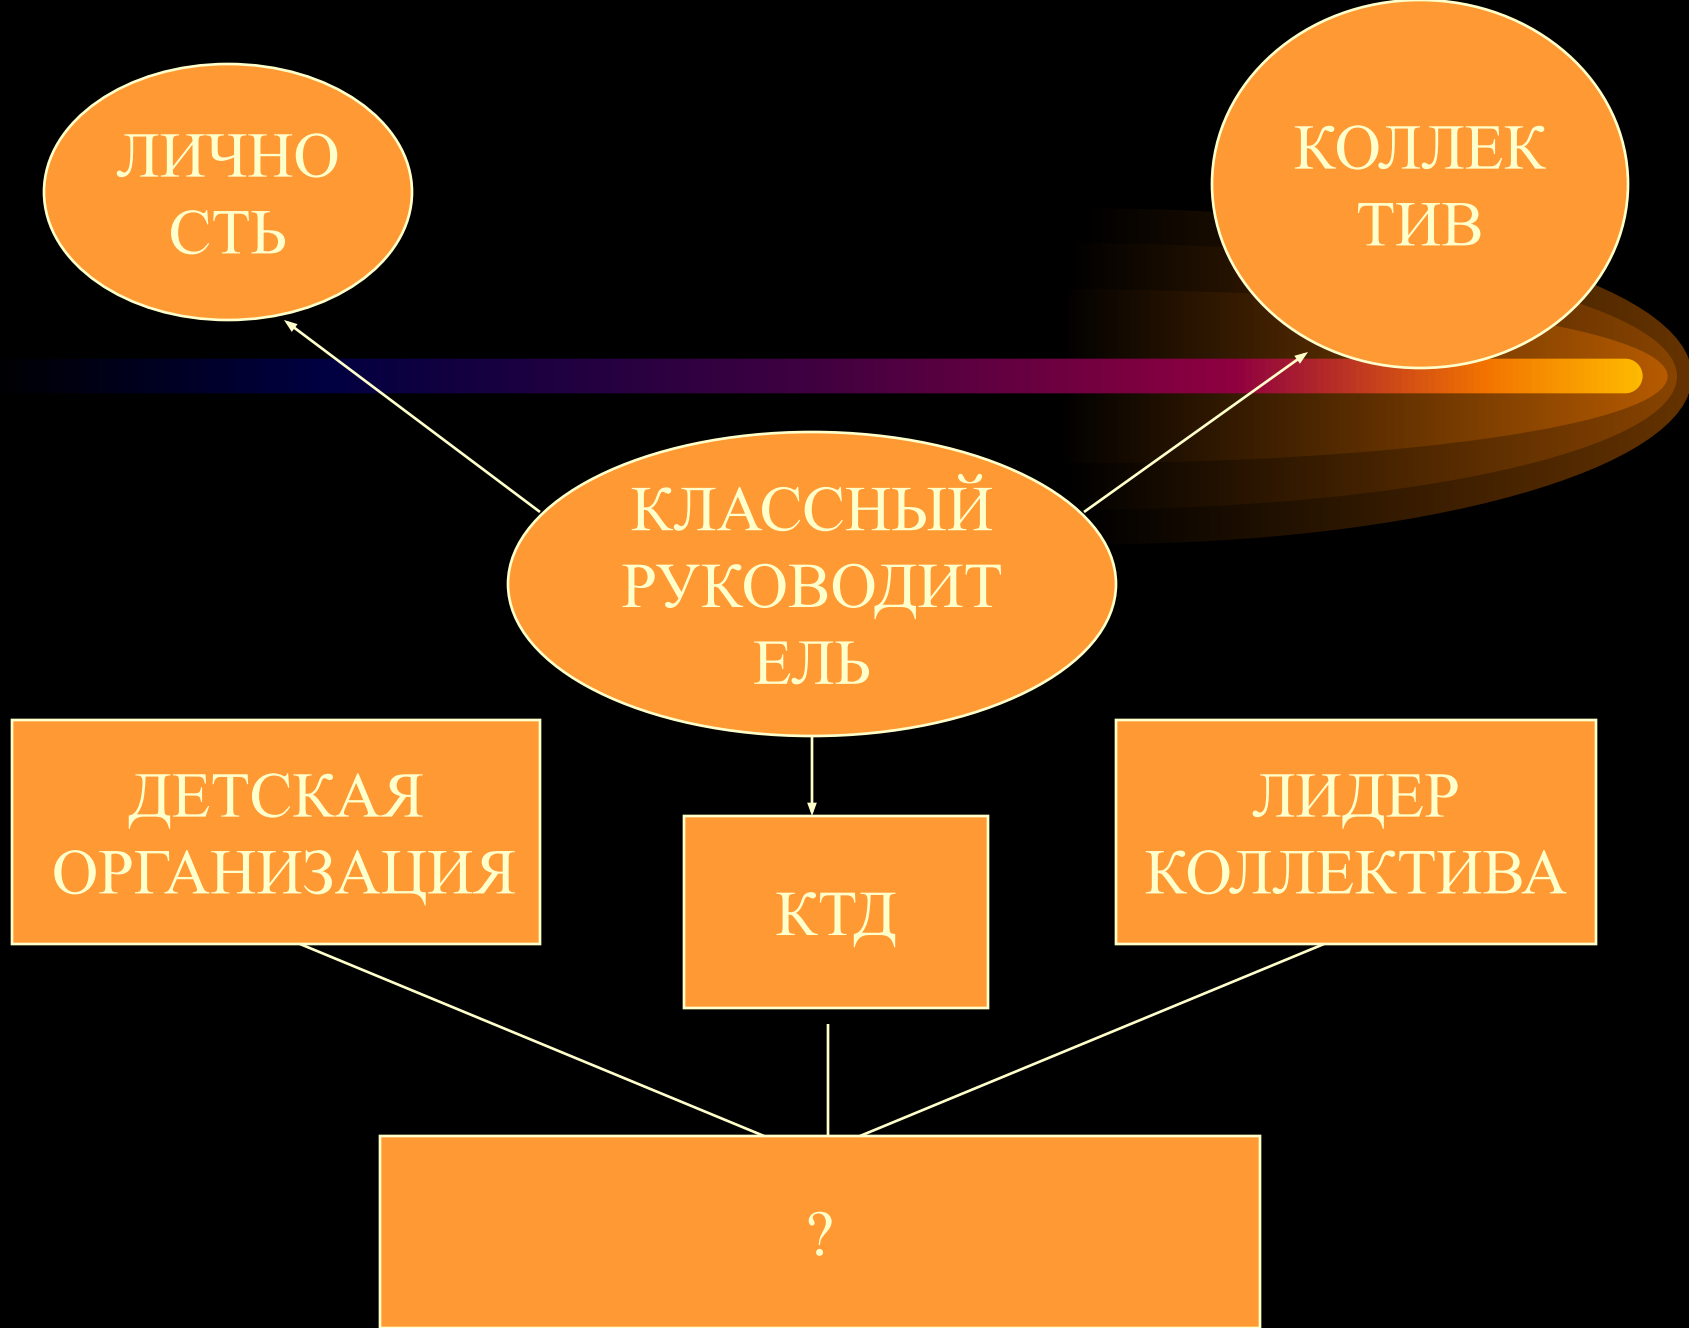 ЛИЧНО
СТЬ
КОЛЛЕК
ТИВ
КЛАССНЫЙ
РУКОВОДИТ
ЕЛЬ
ДЕТСКАЯ
ОРГАНИЗАЦИЯ
КТД
ЛИДЕР
КОЛЛЕКТИВА
?